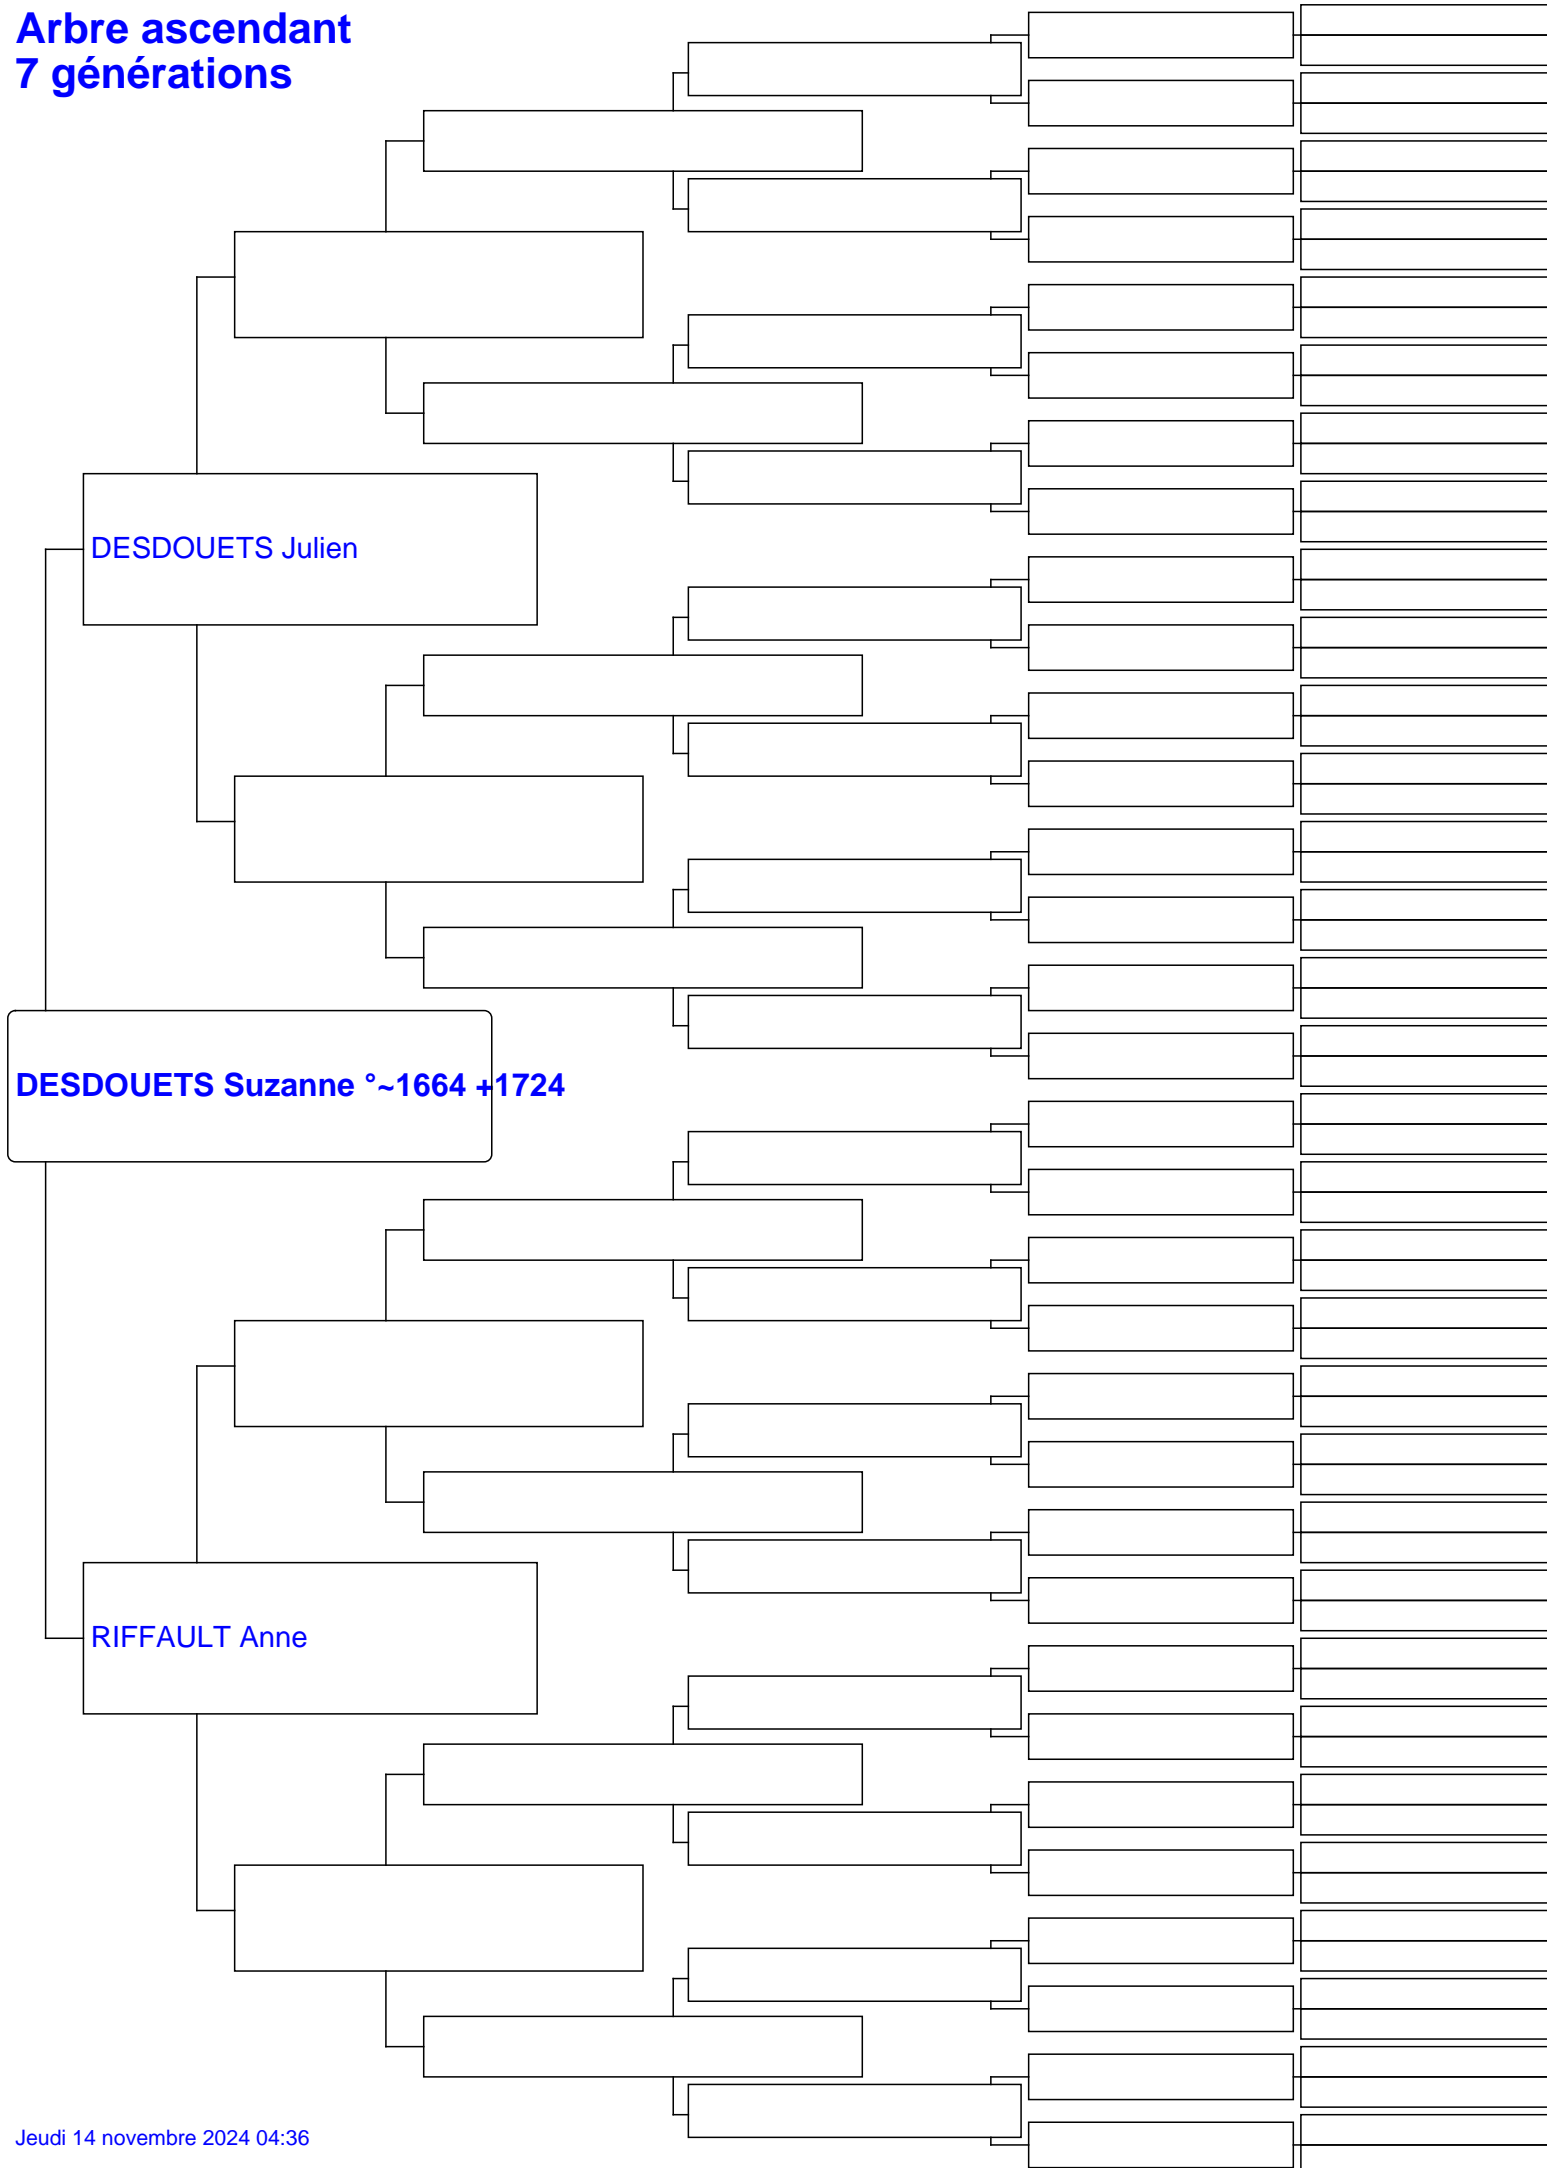 Arbre ascendant
7 générations
DESDOUETS Julien
DESDOUETS Suzanne °~1664 +1724
RIFFAULT Anne
Jeudi 14 novembre 2024 04:36